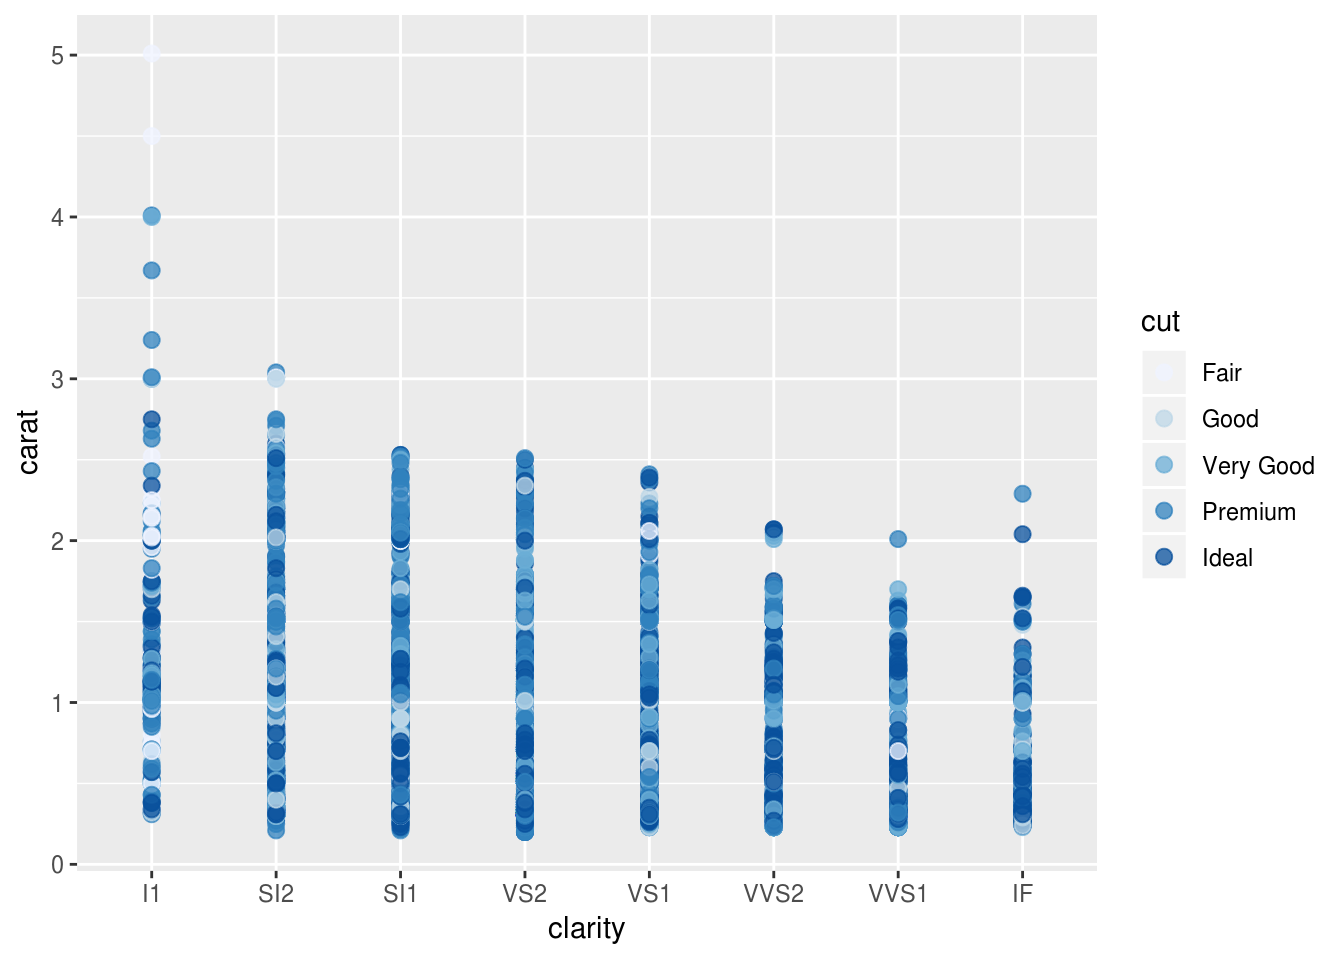 5
4
3
2
1
0
carat
I1 SI2 SI1 VS2 VS1 VVS2 VVS1 IF
clarity
cut
Fair
Good
Very Good
Premium
Ideal